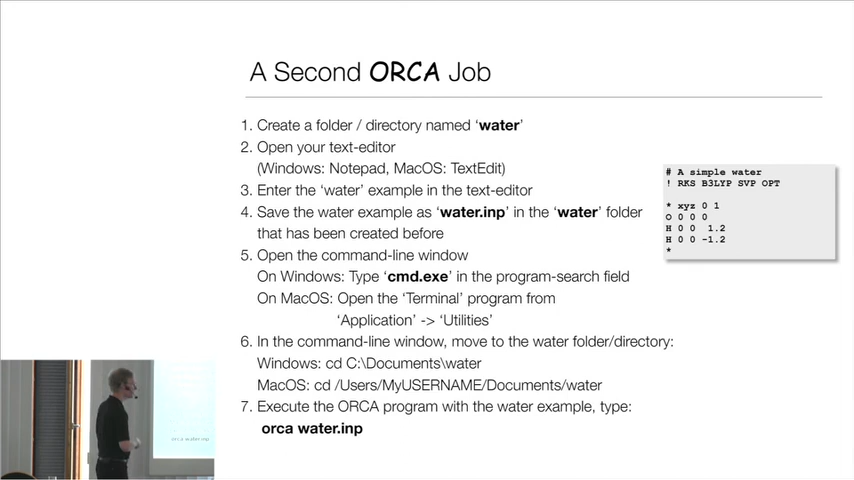 A Second ORCA Job
1. Create a folder / directory named ‘water’
2. Open your text-editor
(Windows: Notepad, MacOS: TextEdit)
3. Enter the ‘water’ example in the text-editor
4. Save the water example as ‘water.inp’ in the ‘water’ folder
that has been created before
5. Open the command-line window
On Windows: Type ‘cmd.exe’ in the program-search field
On MacOS: Open the ‘Terminal’ program from
‘Application’ -> ‘Utilities’
6. In the command-line window, move to the water folder/directory:
Windows: cd C:\Documents\water
MacOS: cd /Users/MyUSERNAME/Documents/water
7. Execute the ORCA program with the water example, type:
orca water.inp
# A simple water
! RKS B3LYP SVP OPT
* xyz 0 1
O 0 0 0
H 0 0 1.2
H 0 0 -1.2
*
orca water.inp